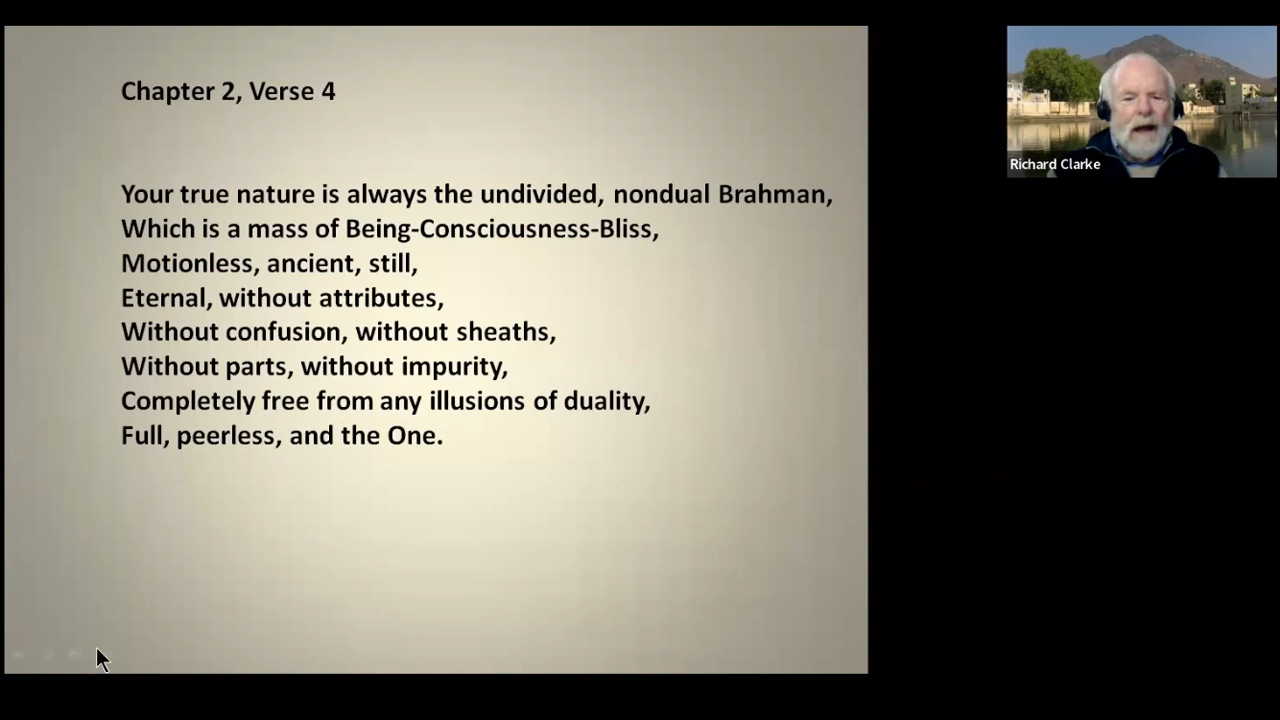 Chapter 2, Verse 4
Your true nature is always the undivided, nondual Brahman,
Which is a mass of Being-Consciousness-Bliss,
Motionless, ancient, still,
Eternal, without attributes,
Without confusion, without sheaths,
Without parts, without impurity,
Completely free from any illusions of duality,
Full, peerless, and the One.
Richard Clarke